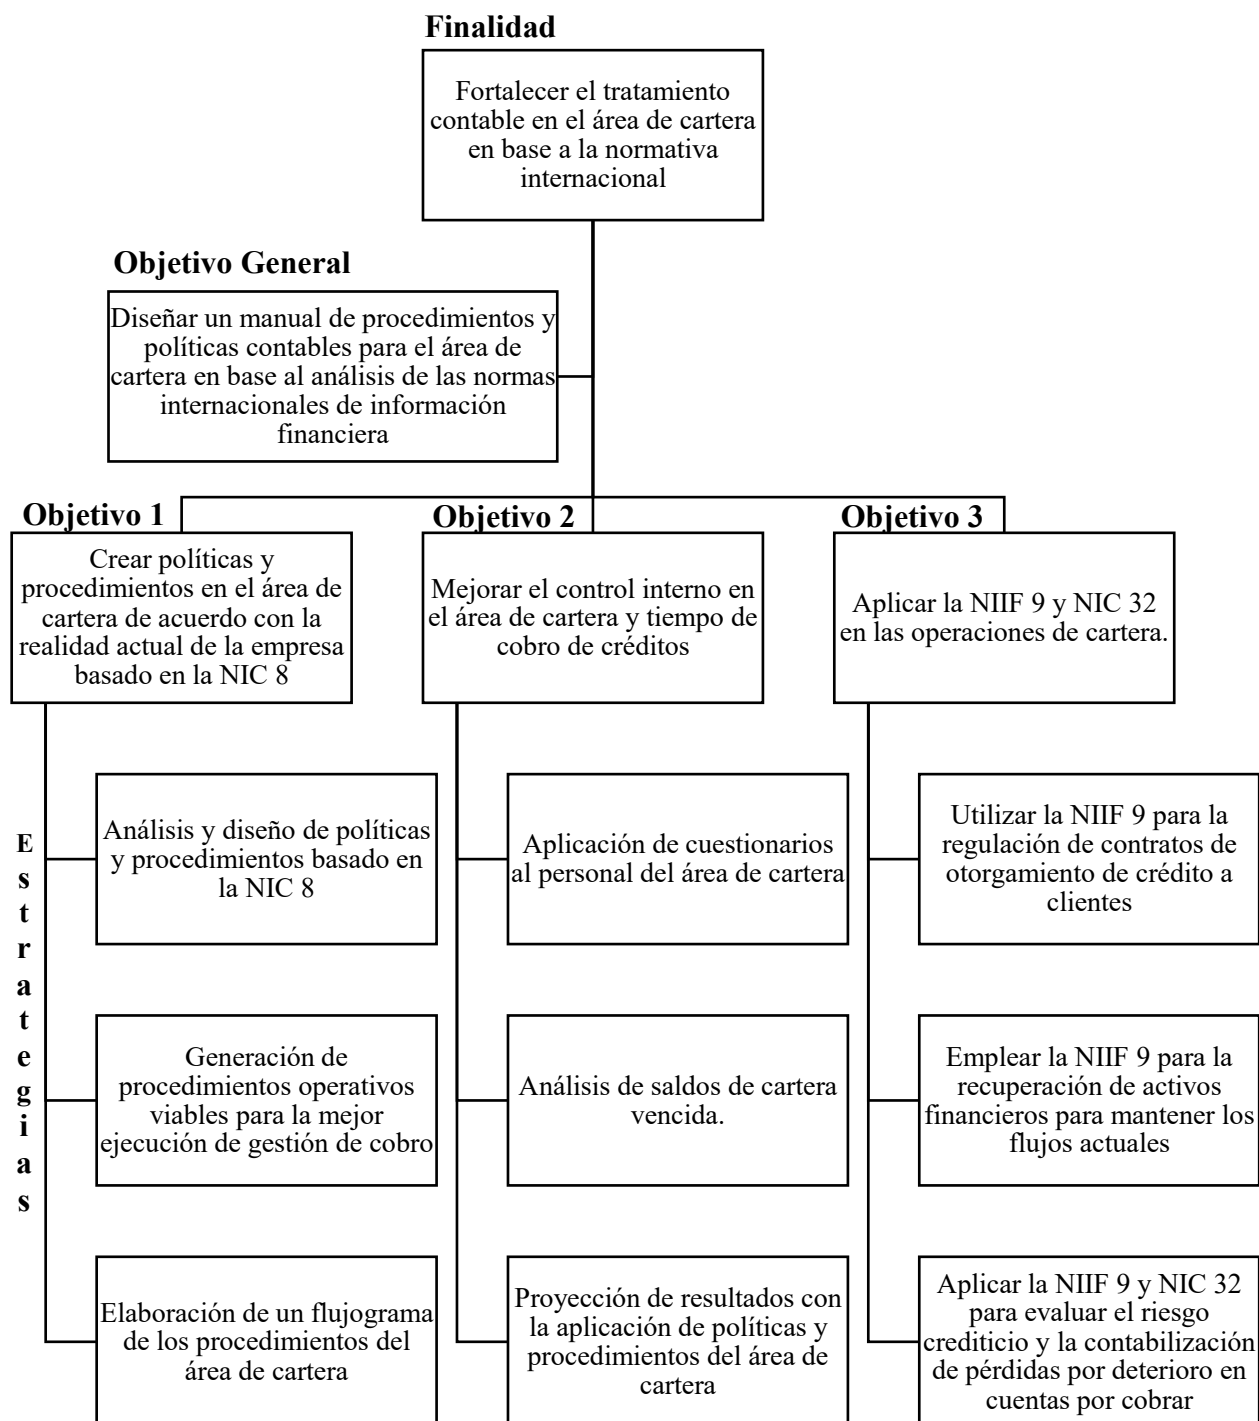 Finalidad
Fortalecer el tratamiento
contable en el área de cartera
en base a la normativa
internacional
Objetivo General
Diseñar un manual de procedimientos y
políticas contables para el área de
cartera en base al análisis de las normas
internacionales de información
financiera
Objetivo 1
Crear políticas y
procedimientos en el área de
cartera de acuerdo con la
realidad actual de la empresa
basado en la NIC 8
Objetivo 2
Mejorar el control interno en
el área de cartera y tiempo de
cobro de créditos
Objetivo 3
Aplicar la NIIF 9 y NIC 32
en las operaciones de cartera.
Estrategias
Análisis y diseño de políticas
y procedimientos basado en
la NIC 8
Generación de
procedimientos operativos
viables para la mejor
ejecución de gestión de cobro
Elaboración de un flujograma
de los procedimientos del
área de cartera
Aplicación de cuestionarios
al personal del área de cartera
Análisis de saldos de cartera
vencida.
Proyección de resultados con
la aplicación de políticas y
procedimientos del área de
cartera
Utilizar la NIIF 9 para la
regulación de contratos de
otorgamiento de crédito a
clientes
Emplear la NIIF 9 para la
recuperación de activos
financieros para mantener los
flujos actuales
Aplicar la NIIF 9 y NIC 32
para evaluar el riesgo
crediticio y la contabilización
de pérdidas por deterioro en
cuentas por cobrar